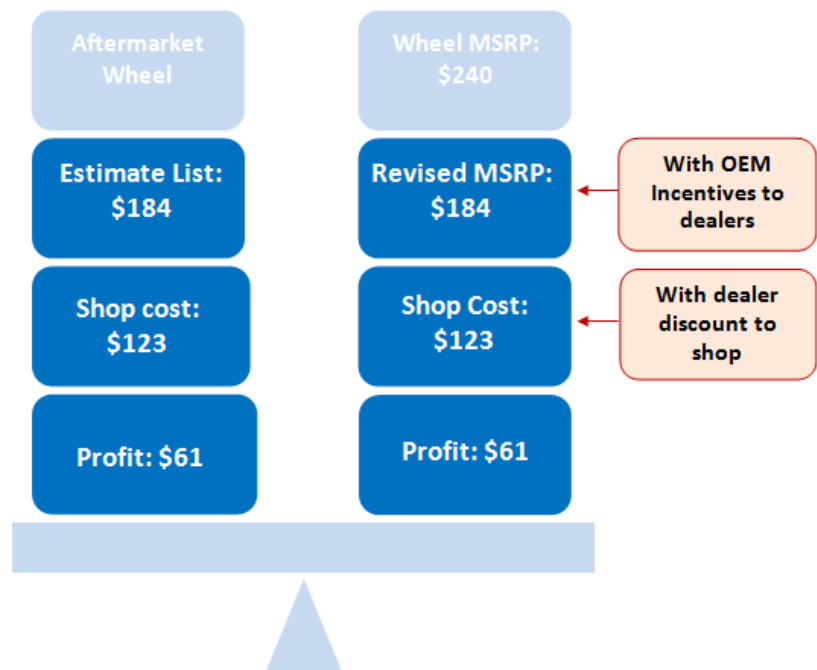 Aftermarket
Wheel
Wheel MSRP:
$240
Estimate List:
$184
Revised MSRP:
$184
With OEM
Incentives to
dealers
Shop cost:
$123
Shop Cost:
$123
With dealer
discount to
shop
Profit: $61
Profit: $61